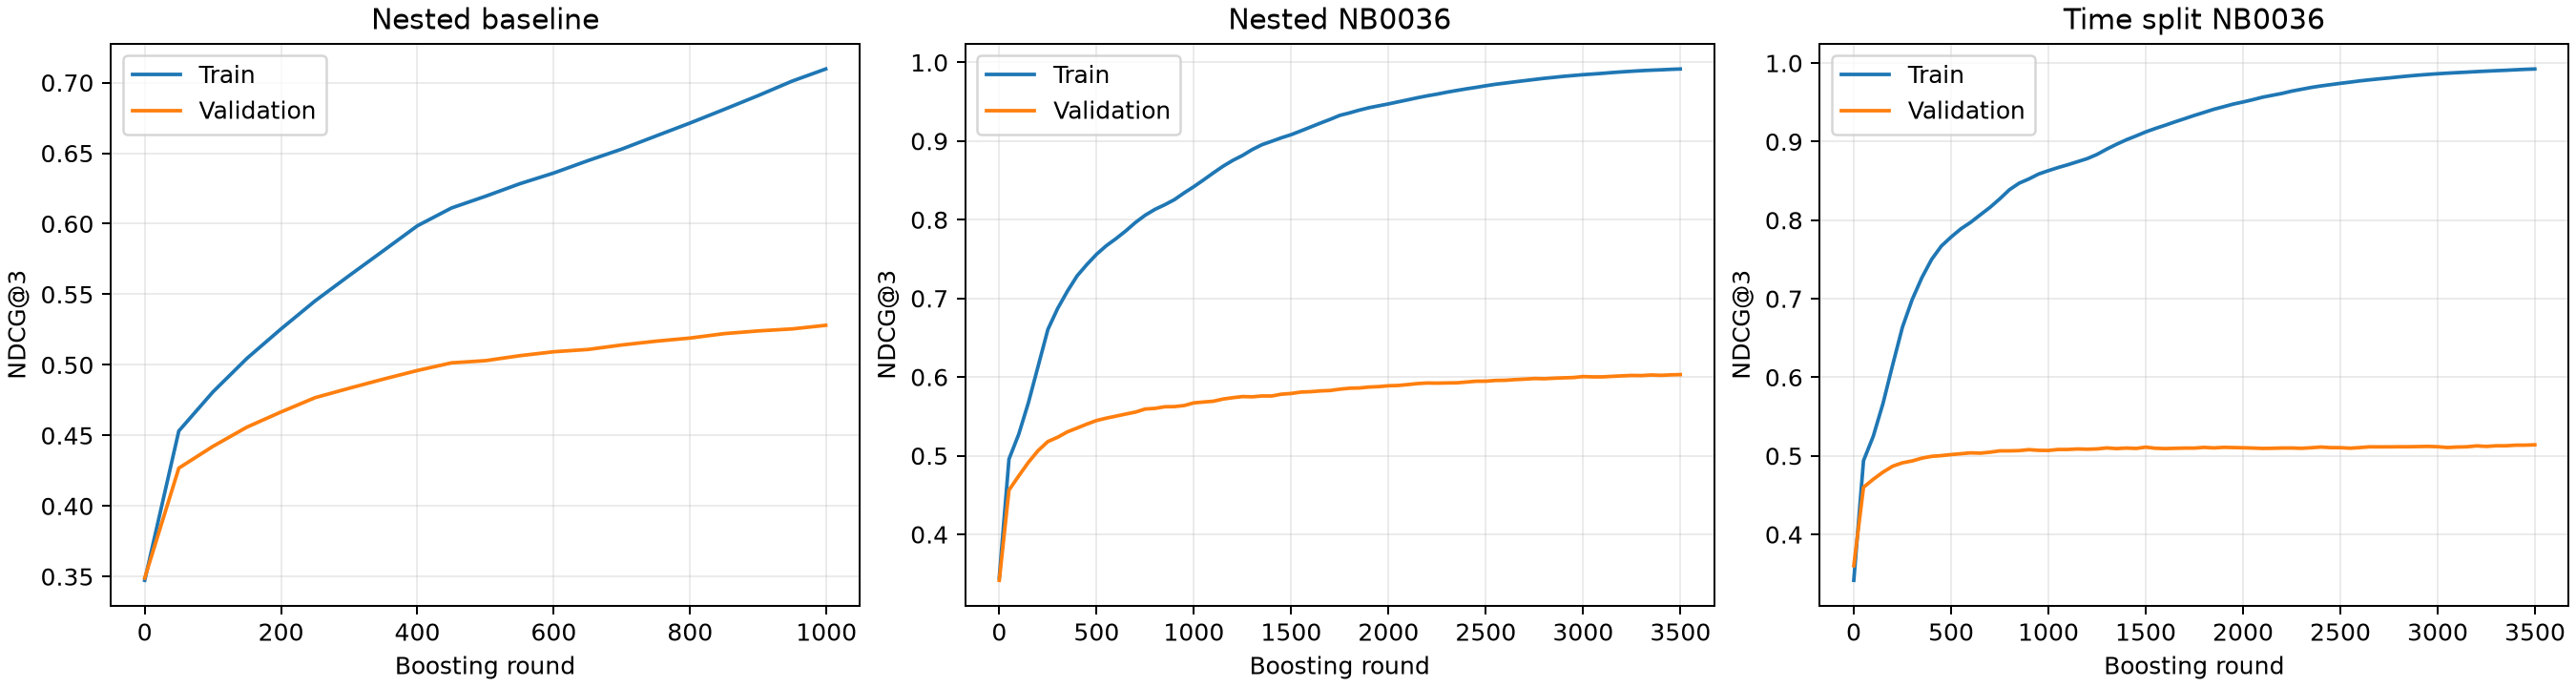 Nested baseline
Train
Validation
0.70
0.65
0.60
0.55
0.50
0.45
0.40
0.35
NDCG@3
0 200 400 600 800 1000
Boosting round
Nested NB0036
Train
Validation
1.0
0.9
0.8
0.7
0.6
0.5
0.4
NDCG@3
0 500 1000 1500 2000 2500 3000 3500
Boosting round
Time split NB0036
Train
Validation
1.0
0.9
0.8
0.7
0.6
0.5
0.4
NDCG@3
0 500 1000 1500 2000 2500 3000 3500
Boosting round